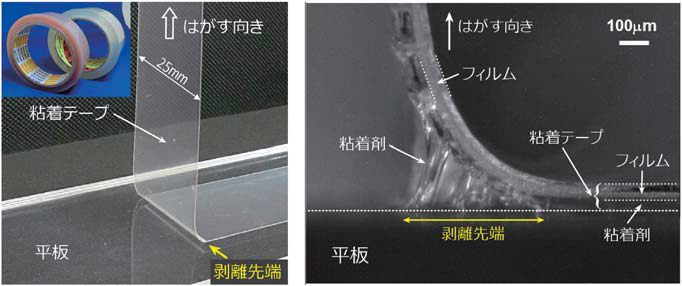 はがす向き
25mm
粘着テープ
平板
剥離先端
はがす向き
100μm
フィルム
粘着剤
粘着テープ
フィルム
粘着剤
剥離先端
平板